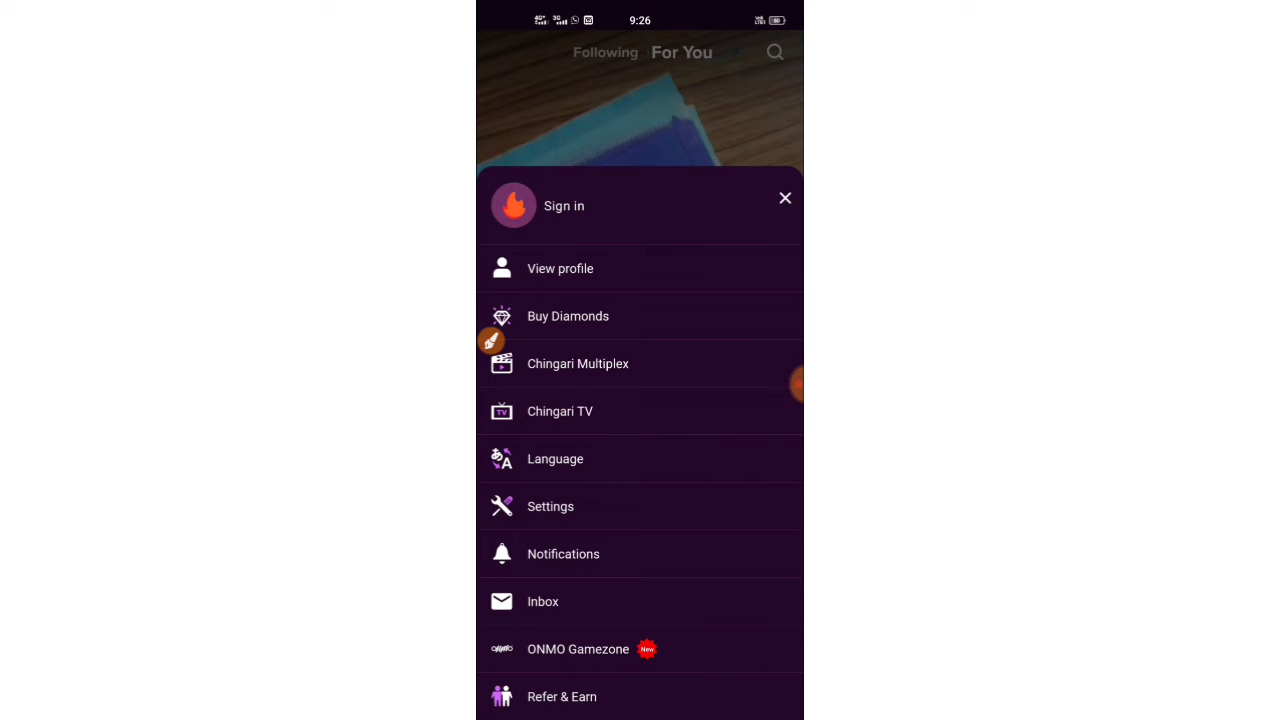 9:26
Following For You
Sign in
View profile
Buy Diamonds
Chingari Multiplex
Chingari TV
Language
Settings
Notifications
Inbox
ONMO Gamezone New
Refer & Earn